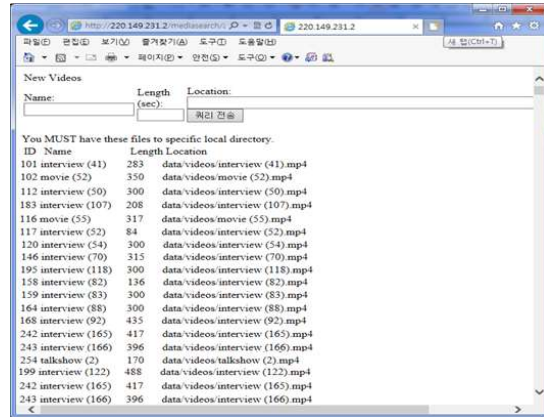 http://220.149.231.2/mediasearch/i 220.149.231.2
새 탭(Ctrl+T)
파일(F) 편집(E) 보기(V) 즐겨찾기(A) 도구(T) 도움말(H)
페이지(P) 안전(S) 도구(O)
New Videos
Name: Length (sec): Location:
쿼리 전송
You MUST have these files to specific local directory.
ID Name Length Location
101 interview (41) 283 data/videos/interview (41).mp4
102 movie (52) 350 data/videos/movie (52).mp4
112 interview (50) 300 data/videos/interview (50).mp4
183 interview (107) 208 data/videos/interview (107).mp4
116 movie (55) 317 data/videos/movie (55).mp4
117 interview (52) 84 data/videos/interview (52).mp4
120 interview (54) 300 data/videos/interview (54).mp4
146 interview (70) 315 data/videos/interview (70).mp4
195 interview (118) 300 data/videos/interview (118).mp4
158 interview (82) 136 data/videos/interview (82).mp4
159 interview (83) 300 data/videos/interview (83).mp4
164 interview (88) 300 data/videos/interview (88).mp4
168 interview (92) 435 data/videos/interview (92).mp4
242 interview (165) 417 data/videos/interview (165).mp4
243 interview (166) 396 data/videos/interview (166).mp4
254 talkshow (2) 170 data/videos/talkshow (2).mp4
199 interview (122) 488 data/videos/interview (122).mp4
242 interview (165) 417 data/videos/interview (165).mp4
243 interview (166) 396 data/videos/interview (166).mp4